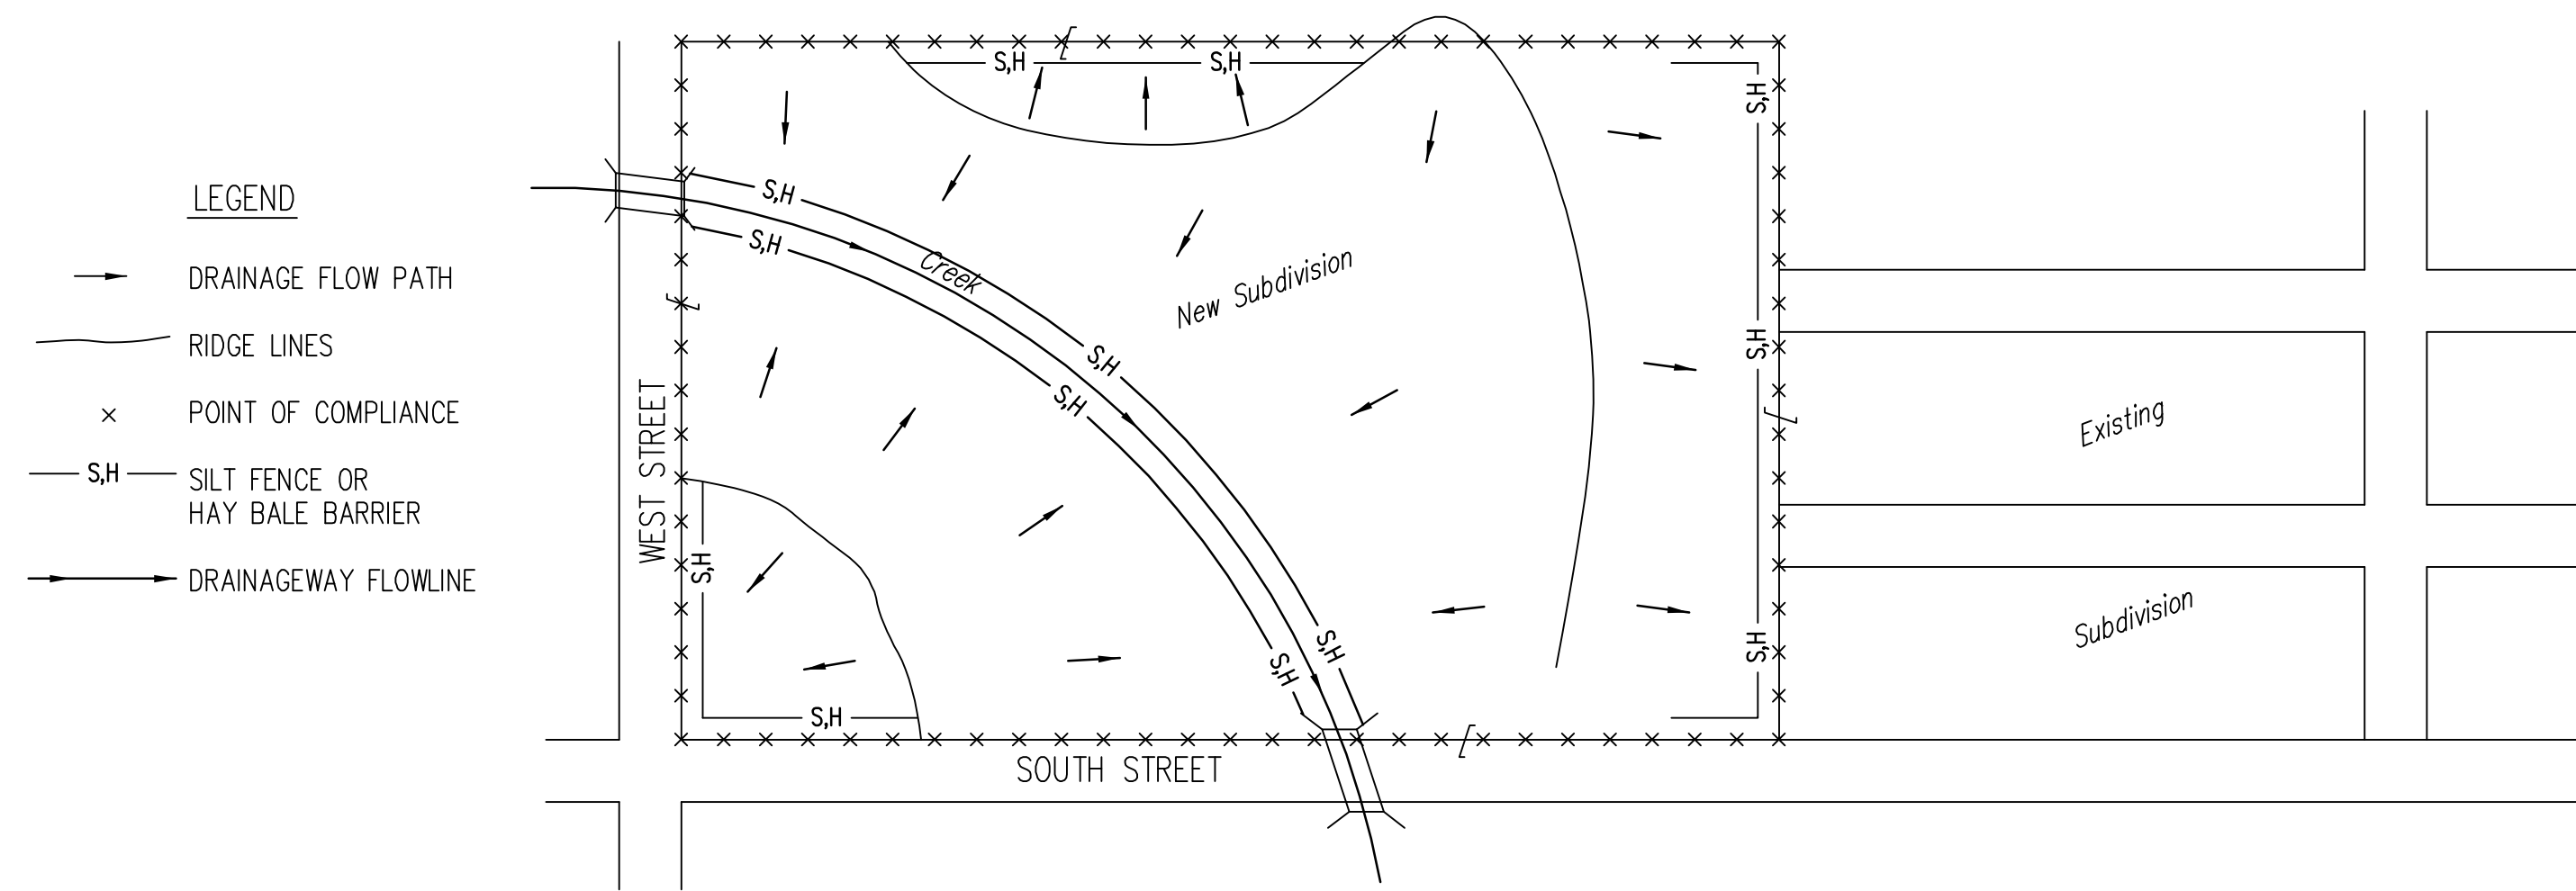 LEGEND
DRAINAGE FLOW PATH
RIDGE LINES
POINT OF COMPLIANCE
S,H
SILT FENCE OR
HAY BALE BARRIER
DRAINAGEWAY FLOWLINE
S,H
S,H
S,H
S,H
S,H
Creek
New Subdivision
S,H
S,H
S,H
WEST STREET
Existing
S,H
S,H
S,H
S,H
Subdivision
S,H
S,H
SOUTH STREET